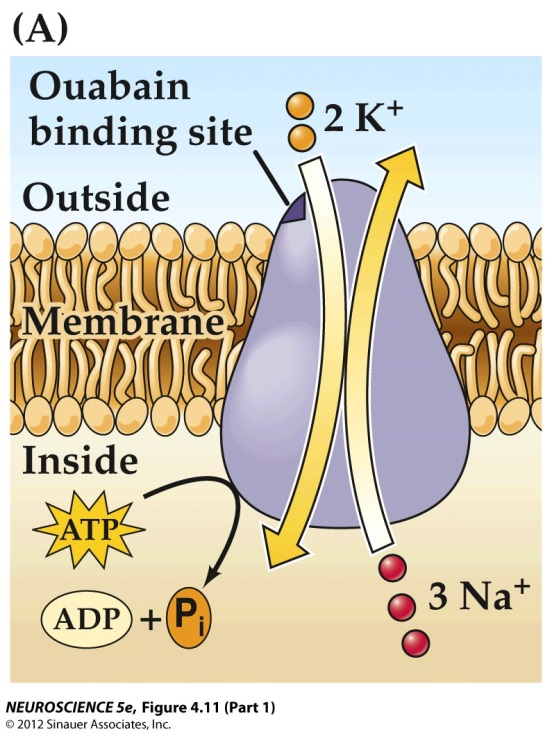 (A)
Ouabain
binding site
2 K⁺
Outside
Membrane
Inside
ATP
ADP + Pᵢ
3 Na⁺
NEUROSCIENCE 5e, Figure 4.11 (Part 1)
© 2012 Sinauer Associates, Inc.